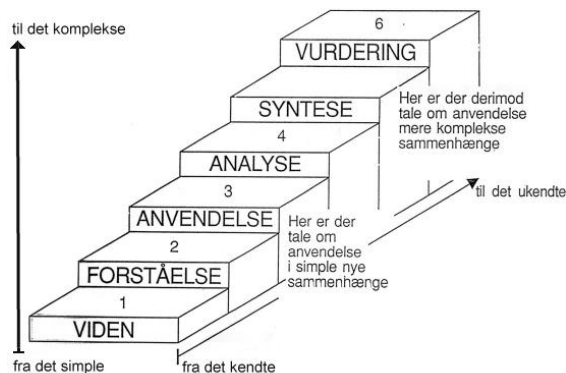 til det komplekse
6
VURDERING
SYNTESE
Her er der derimod
tale om anvendelse
mere komplekse
sammenhænge
4
ANALYSE
til det ukendte
3
ANVENDELSE
Her er der
tale om
anvendelse
i simple nye
sammenhænge
2
FORSTÅELSE
1
VIDEN
fra det simple
fra det kendte